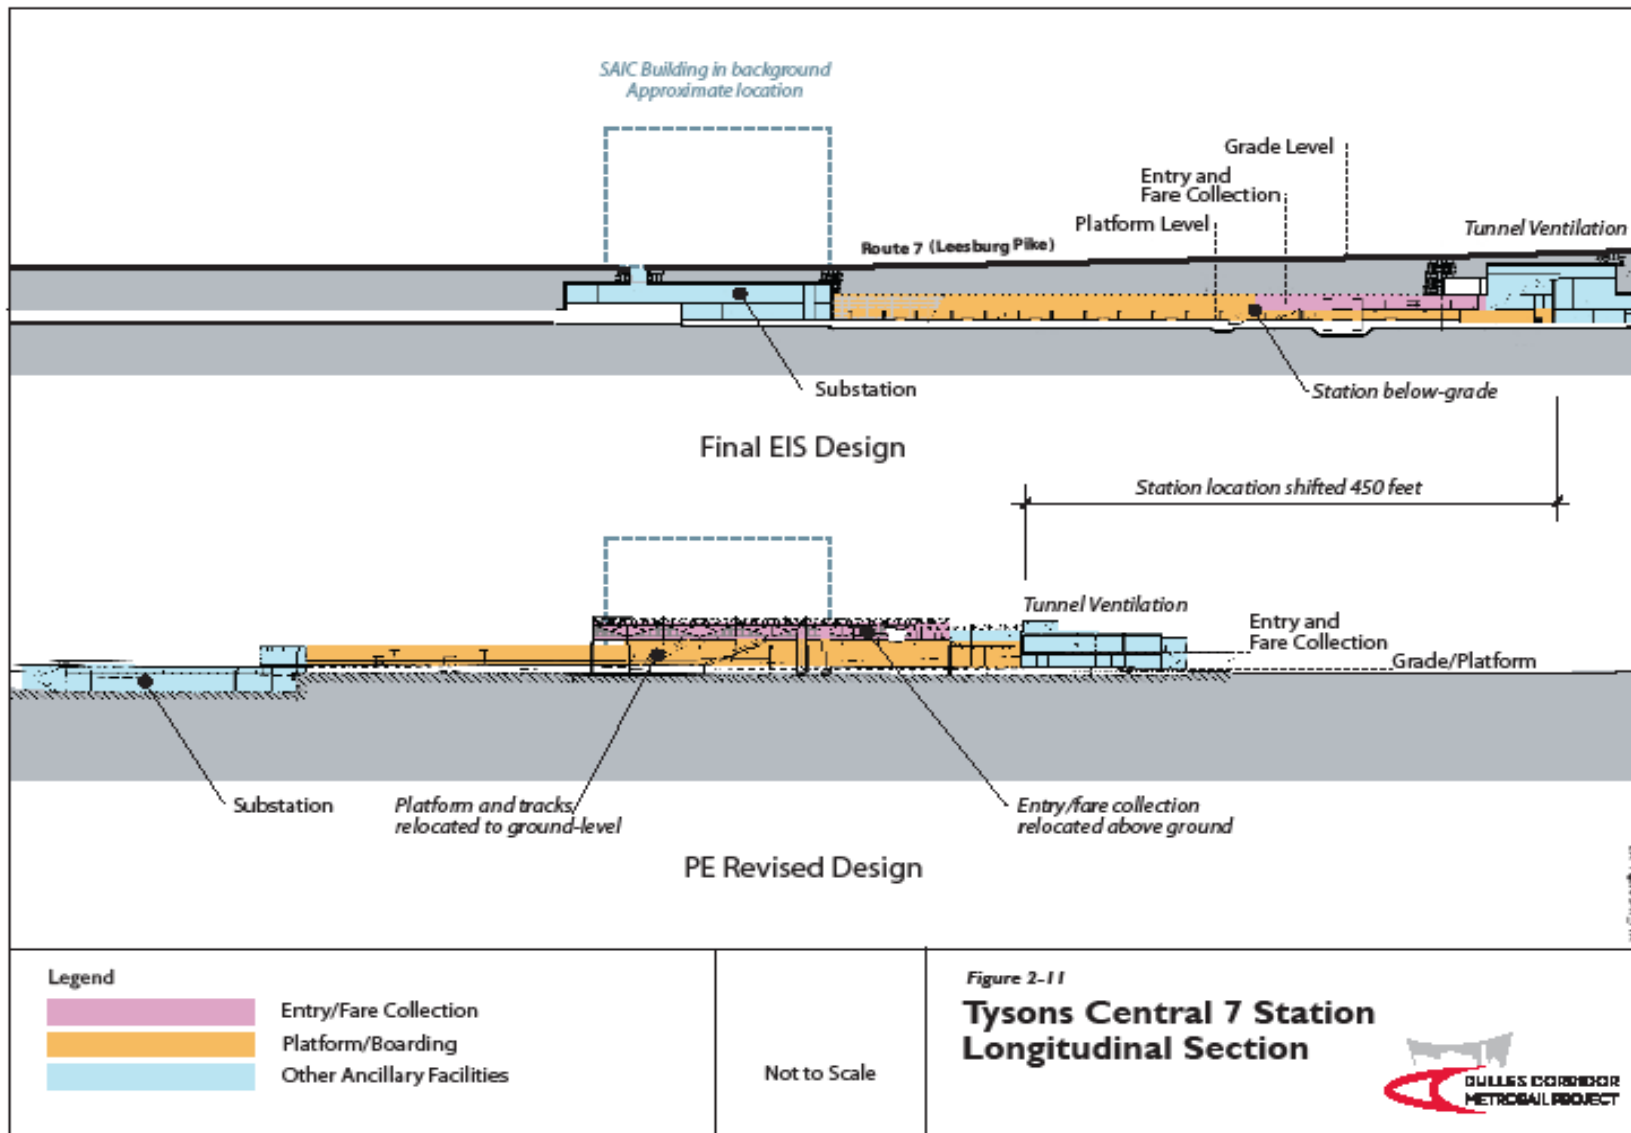 SAIC Building in background
Approximate location
Grade Level
Entry and
Fare Collection
Platform Level
Route 7 (Leesburg Pike)
Tunnel Ventilation
Substation
Station below-grade
Final EIS Design
Station location shifted 450 feet
Tunnel Ventilation
Entry and
Fare Collection
Grade/Platform
Substation
Platform and tracks
relocated to ground-level
Entry/fare collection
relocated above ground
PE Revised Design
Legend
Entry/Fare Collection
Platform/Boarding
Other Ancillary Facilities
Not to Scale
Figure 2-11
Tysons Central 7 Station
Longitudinal Section
DULLES CORRIDOR
METRORAIL PROJECT